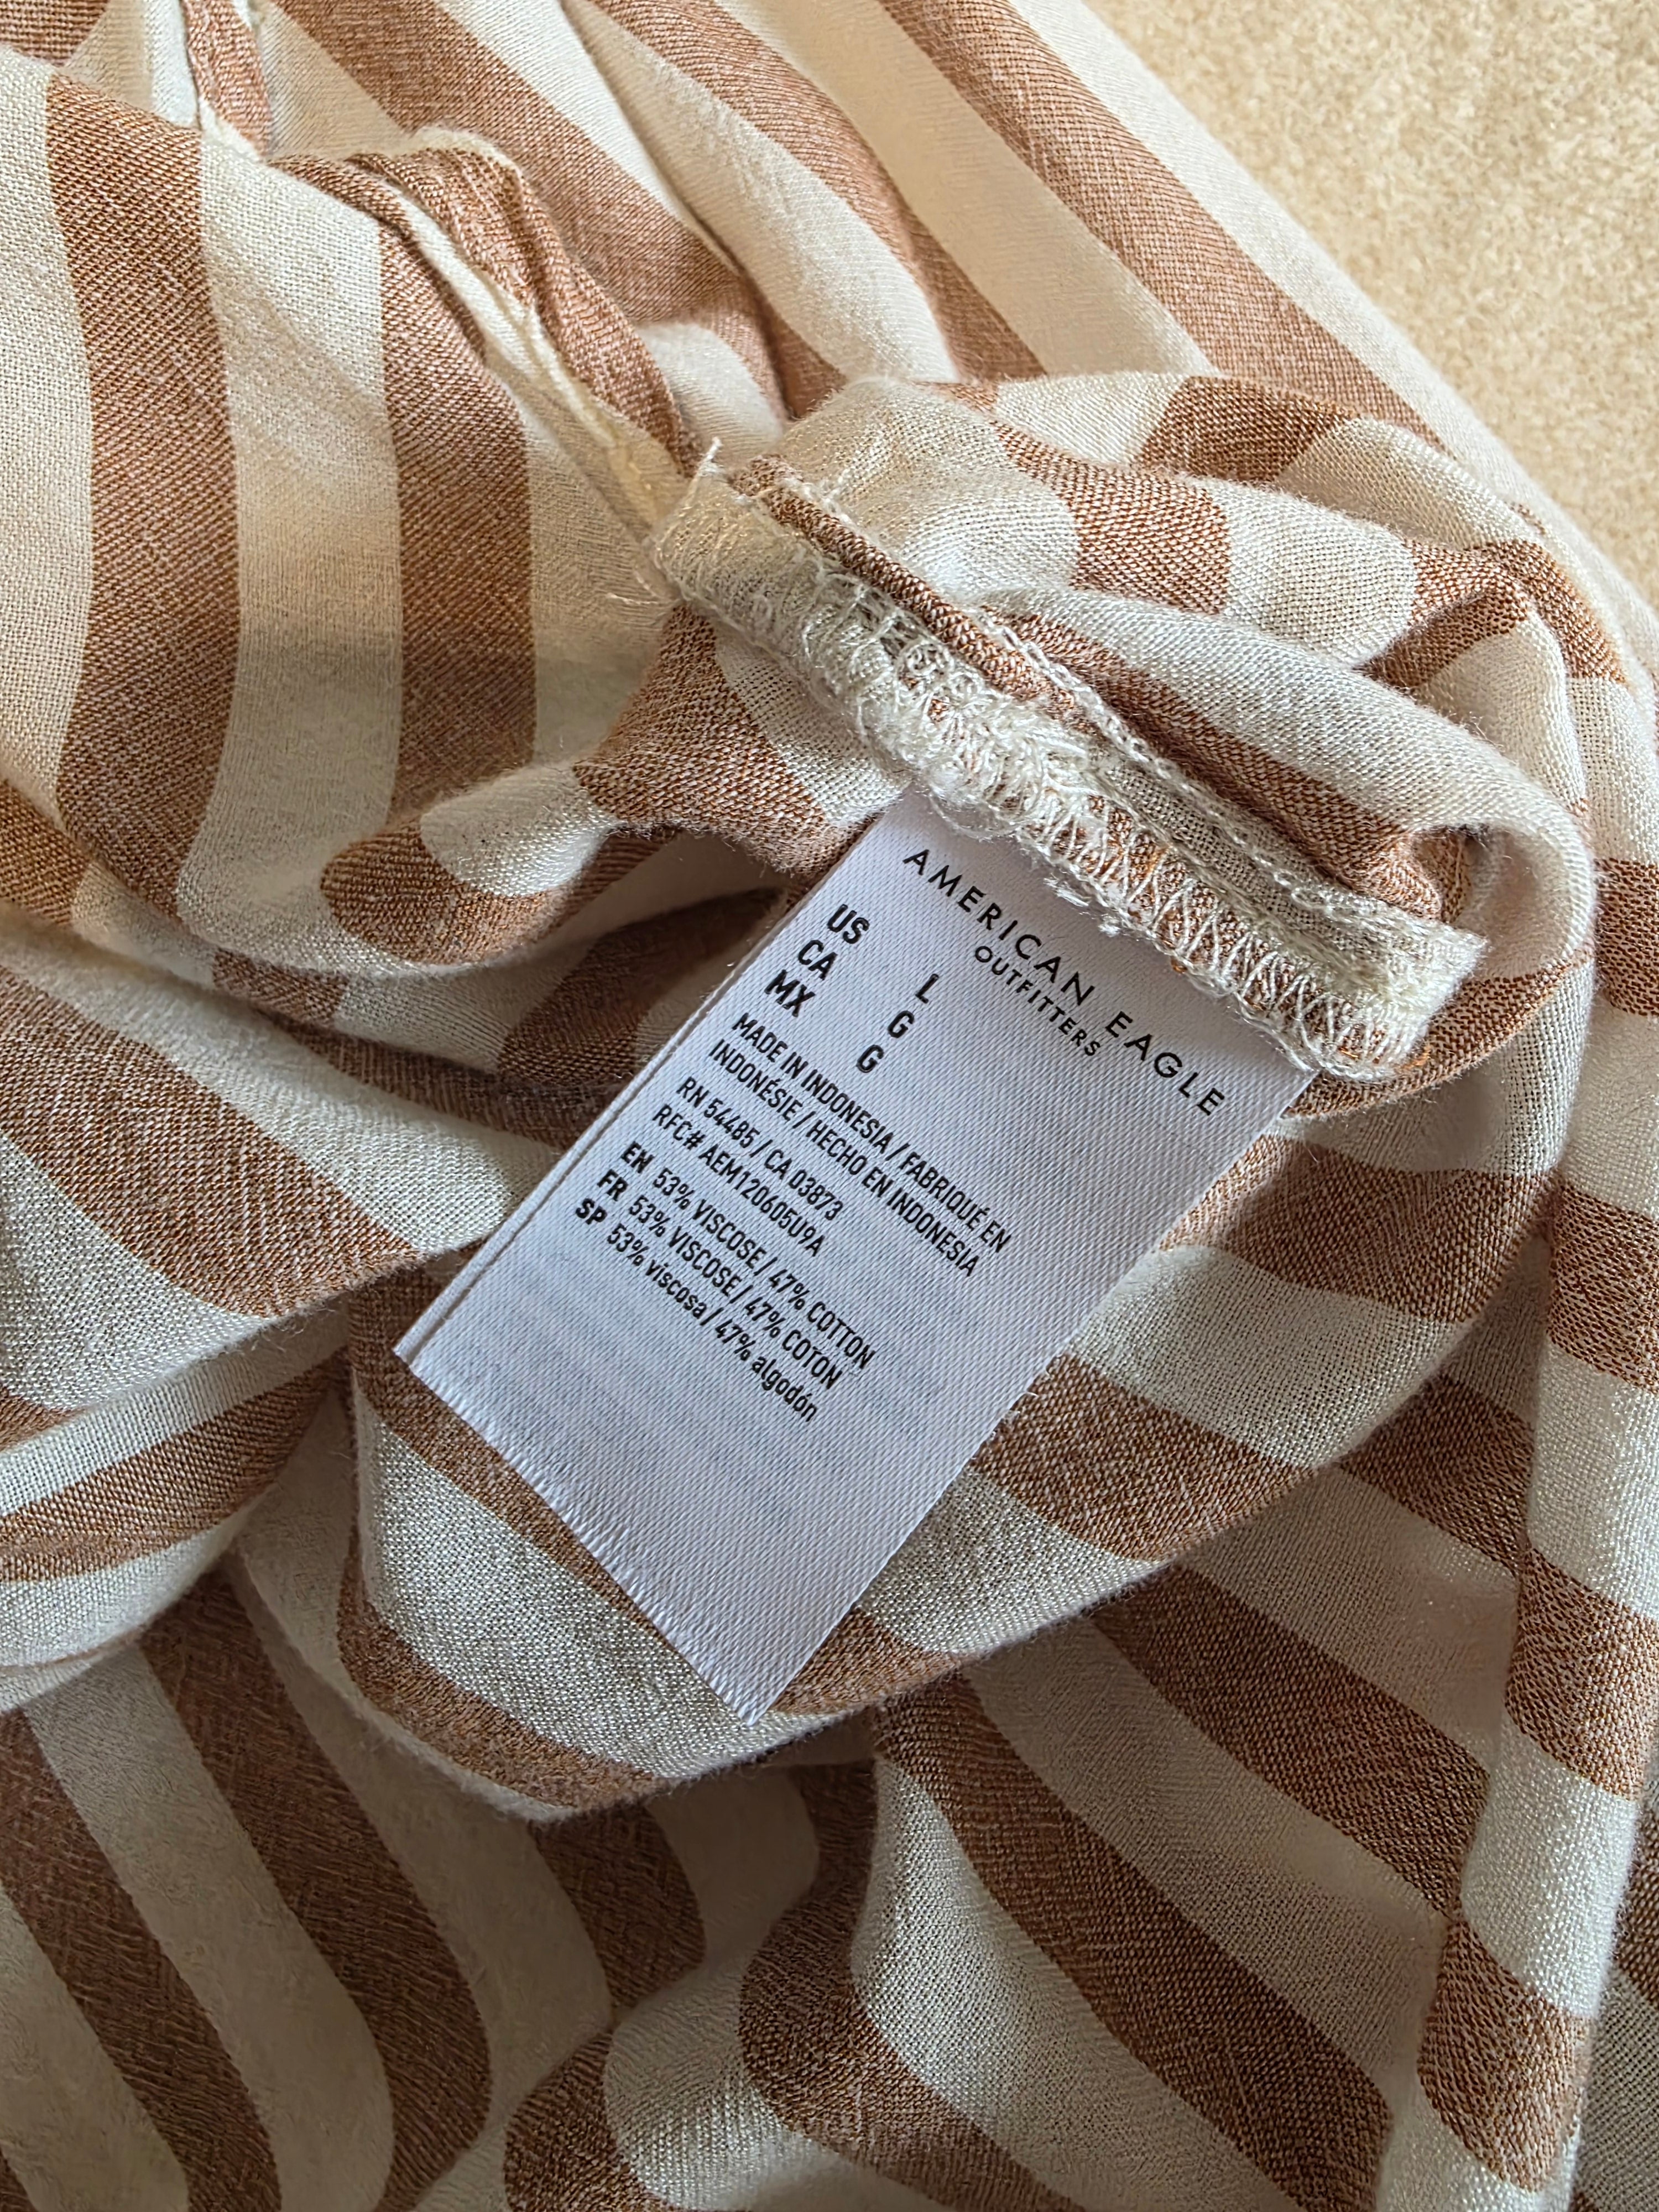 AMERICAN EAGLE
OUTFITTERS
US L
CA G
MX G
MADE IN INDONESIA / FABRIQUÉ EN
INDONÉSIE / HECHO EN INDONESIA
RN 54485 / CA 03873
RFC# AEM120605U9A
EN 53% VISCOSE / 47% COTTON
FR 53% VISCOSE / 47% COTON
SP 53% viscosa / 47% algodón